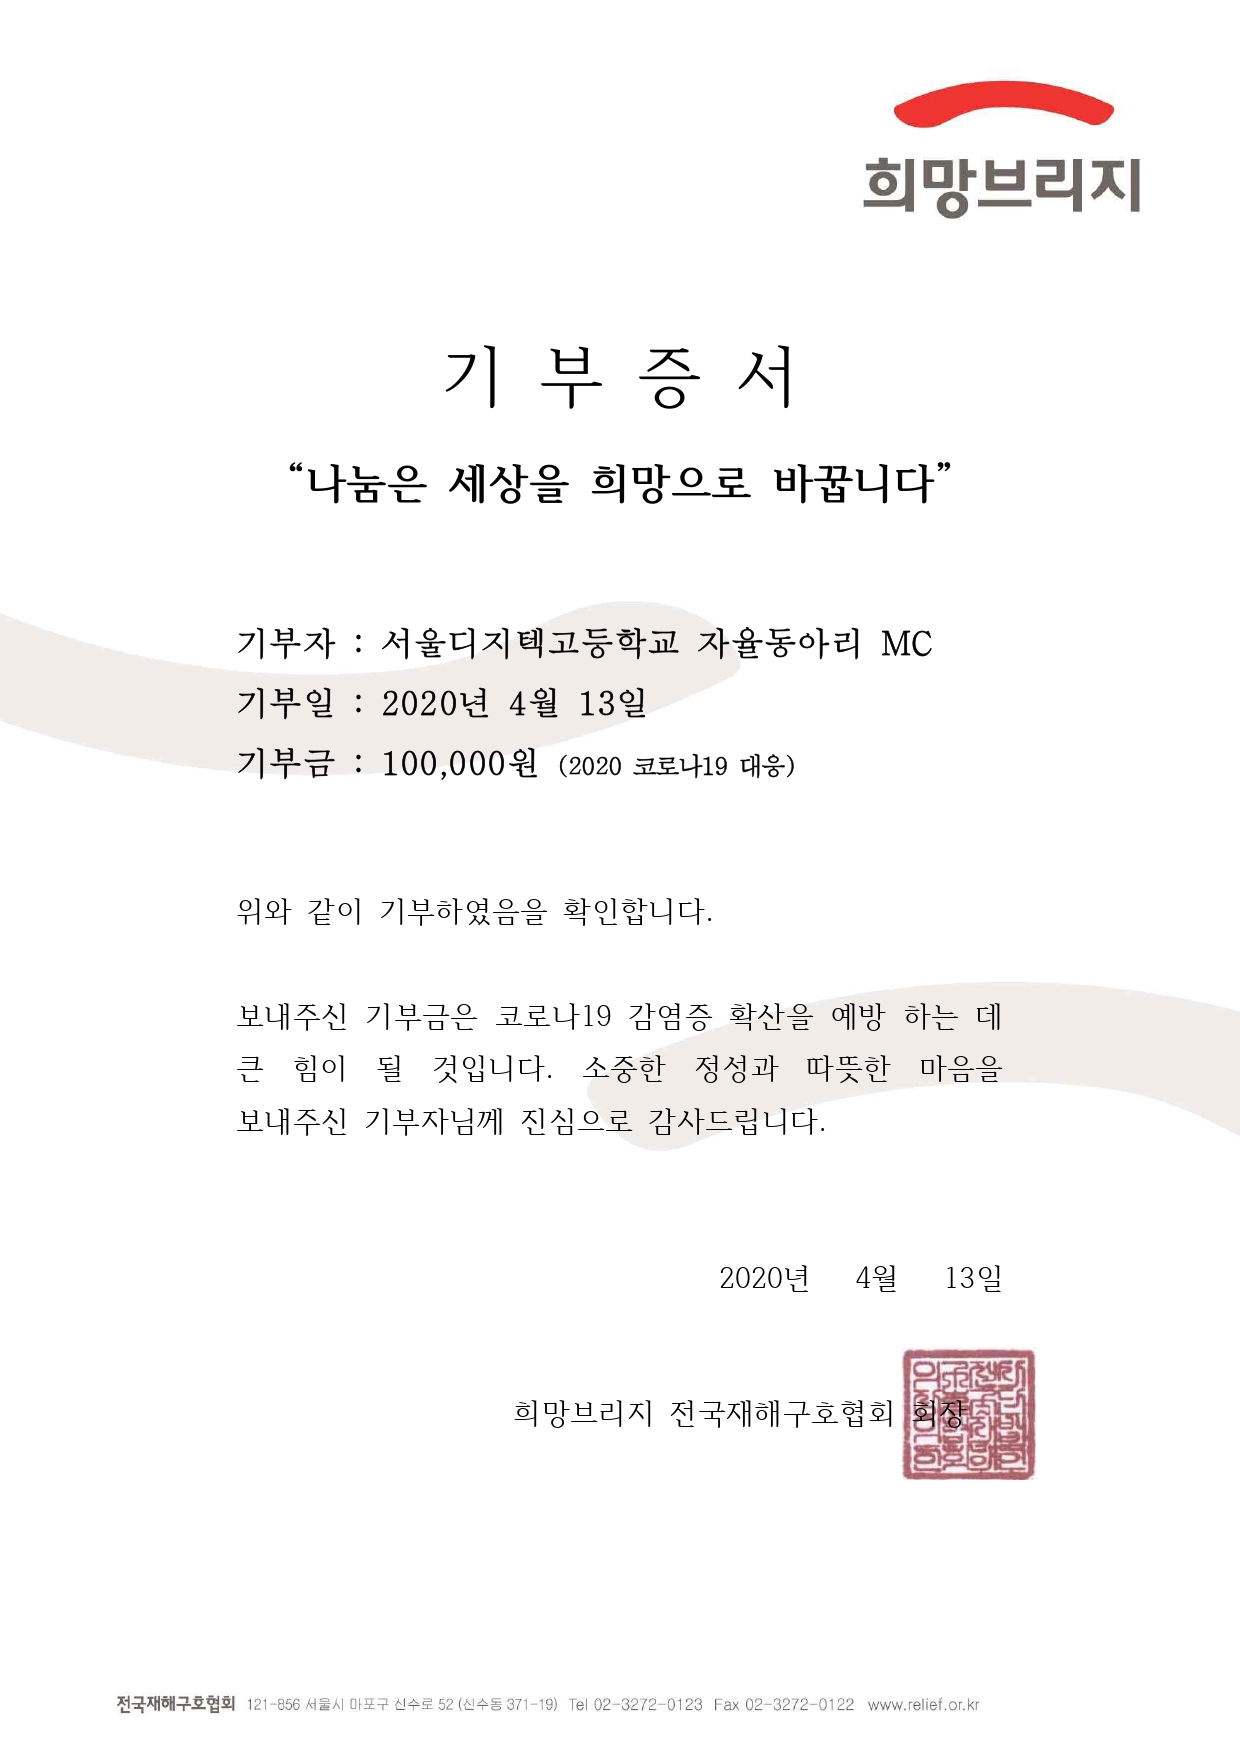 희망브리지
기 부 증 서
“나눔은 세상을 희망으로 바꿉니다”
기부자 : 서울디지텍고등학교 자율동아리 MC
기부일 : 2020년 4월 13일
기부금 : 100,000원 (2020 코로나19 대응)
위와 같이 기부하였음을 확인합니다.
보내주신 기부금은 코로나19 감염증 확산을 예방 하는 데
큰 힘이 될 것입니다. 소중한 정성과 따뜻한 마음을
보내주신 기부자님께 진심으로 감사드립니다.
2020년 4월 13일
희망브리지 전국재해구호협회 회장
전국재해구호협회 121-856 서울시 마포구 신수로 52 (신수동 371-19) Tel 02-3272-0123 Fax 02-3272-0122 www.relief.or.kr